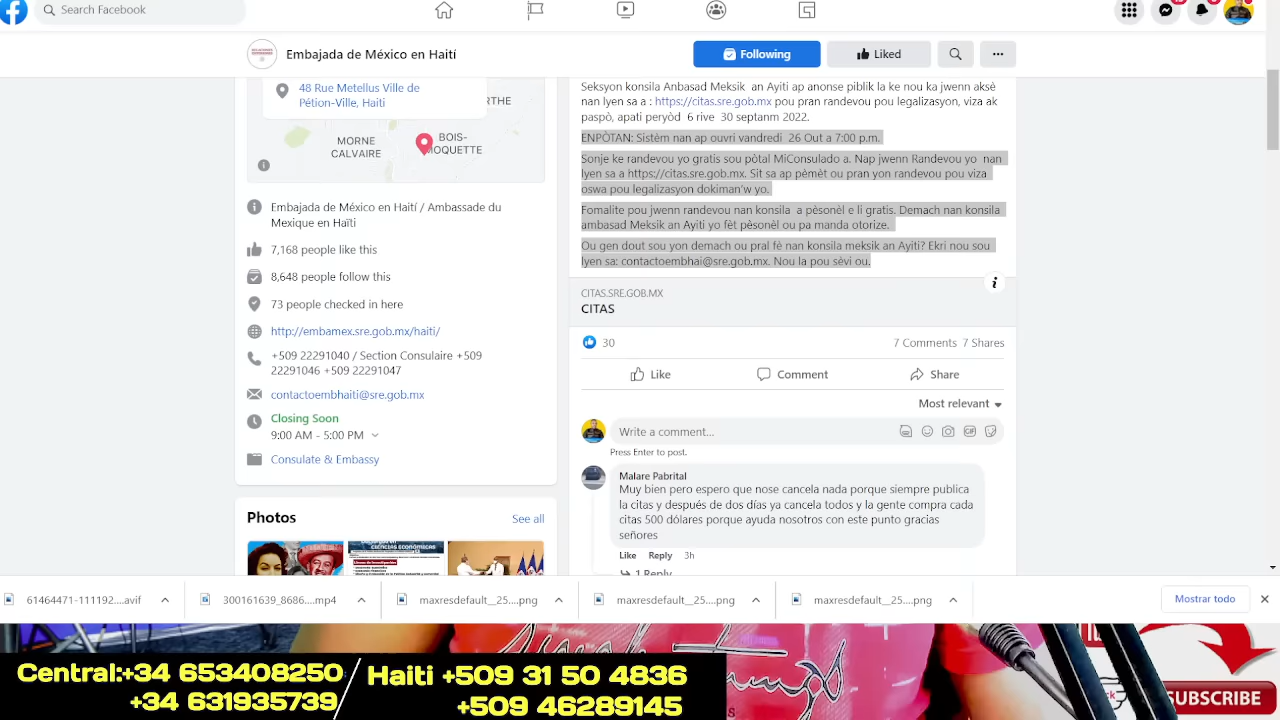 Search Facebook
Embajada de México en Haití
Following
Liked
48 Rue Metellus Ville de
Pétion-Ville, Haiti
MORNE
CALVAIRE
BOIS-
MOQUETTE
Embajada de México en Haití / Ambassade du
Mexique en Haïti
7,168 people like this
8,648 people follow this
73 people checked in here
http://embamex.sre.gob.mx/haiti/
+509 22291040 / Section Consulaire +509
22291046 +509 22291047
contactoembhaiti@sre.gob.mx
Closing Soon
9:00 AM - 5:00 PM
Consulate & Embassy
Photos
See all
CIENCIAS ECONÓMICAS
Seksyon konsila Anbasad Meksik an Ayiti ap anonse piblik la ke nou ka jwenn aksè
nan lyen sa a : https://citas.sre.gob.mx pou pran randevou pou legalizasyon, viza ak
paspò, apati peryòd 6 rive 30 septanm 2022.
ENPÒTAN: Sistèm nan ap ouvri vandredi 26 Out a 7:00 p.m.
Sonje ke randevou yo gratis sou pòtal MiConsulado a. Nap jwenn Randevou yo nan
lyen sa a https://citas.sre.gob.mx. Sit sa ap pèmèt ou pran yon randevou pou viza
oswa pou legalizasyon dokiman'w yo.
Fomalite pou jwenn randevou nan konsila a pèsonèl e li gratis. Demach nan konsila
ambasad Meksik an Ayiti yo fèt pèsonèl ou pa manda otorize.
Ou gen dout sou yon demach ou pral fè nan konsila meksik an Ayiti? Ekri nou sou
lyen sa: contactoembhai@sre.gob.mx. Nou la pou sèvi ou.
CITAS.SRE.GOB.MX
CITAS
30
7 Comments 7 Shares
Like
Comment
Share
Most relevant
Write a comment...
GIF
Press Enter to post.
Malare Pabrital
Muy bien pero espero que nose cancela nada porque siempre publica
la citas y después de dos días ya cancela todos y la gente compra cada
citas 500 dólares porque ayuda nosotros con este punto gracias
señores
Like Reply 3h
1 Reply
61464471-111192....avif
300161639_8686....mp4
maxresdefault__25....png
maxresdefault__25....png
maxresdefault__25....png
Mostrar todo
Central:+34 653408250
+34 631935739
Haiti +509 31 50 4836
+509 46289145
SUBSCRIBE